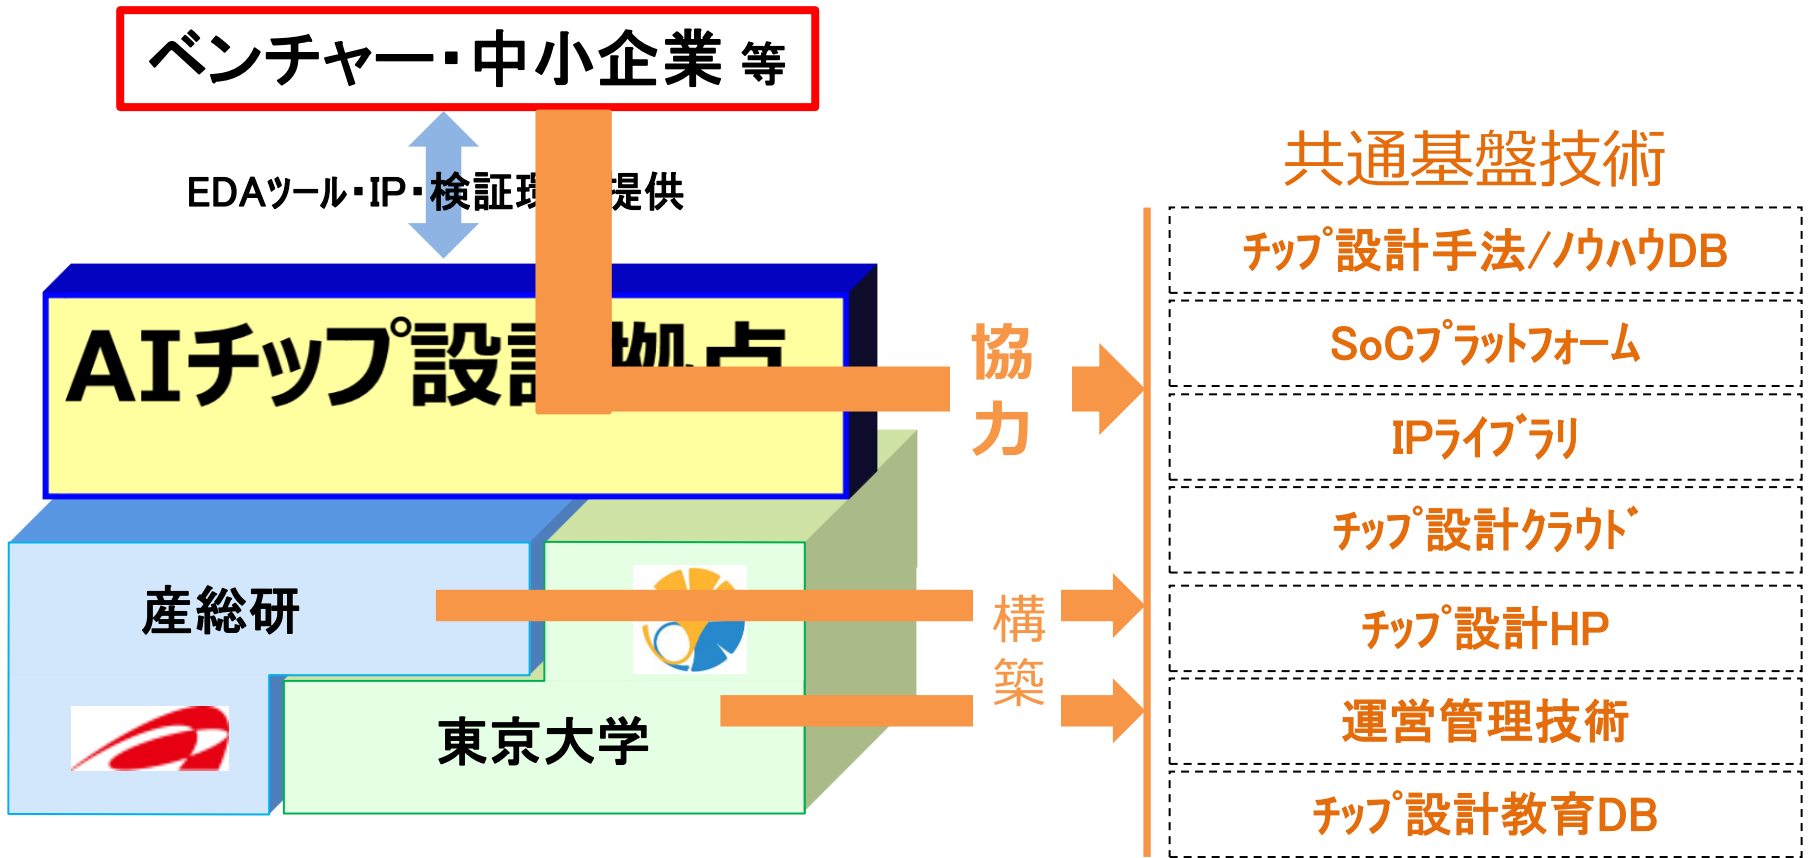 ベンチャー・中小企業 等
EDAツール・IP・検証環 提供
AIチップ設計拠点
産総研
東京大学
協力
構築
共通基盤技術
チップ設計手法/ノウハウDB
SoCプラットフォーム
IPライブラリ
チップ設計クラウド
チップ設計HP
運営管理技術
チップ設計教育DB